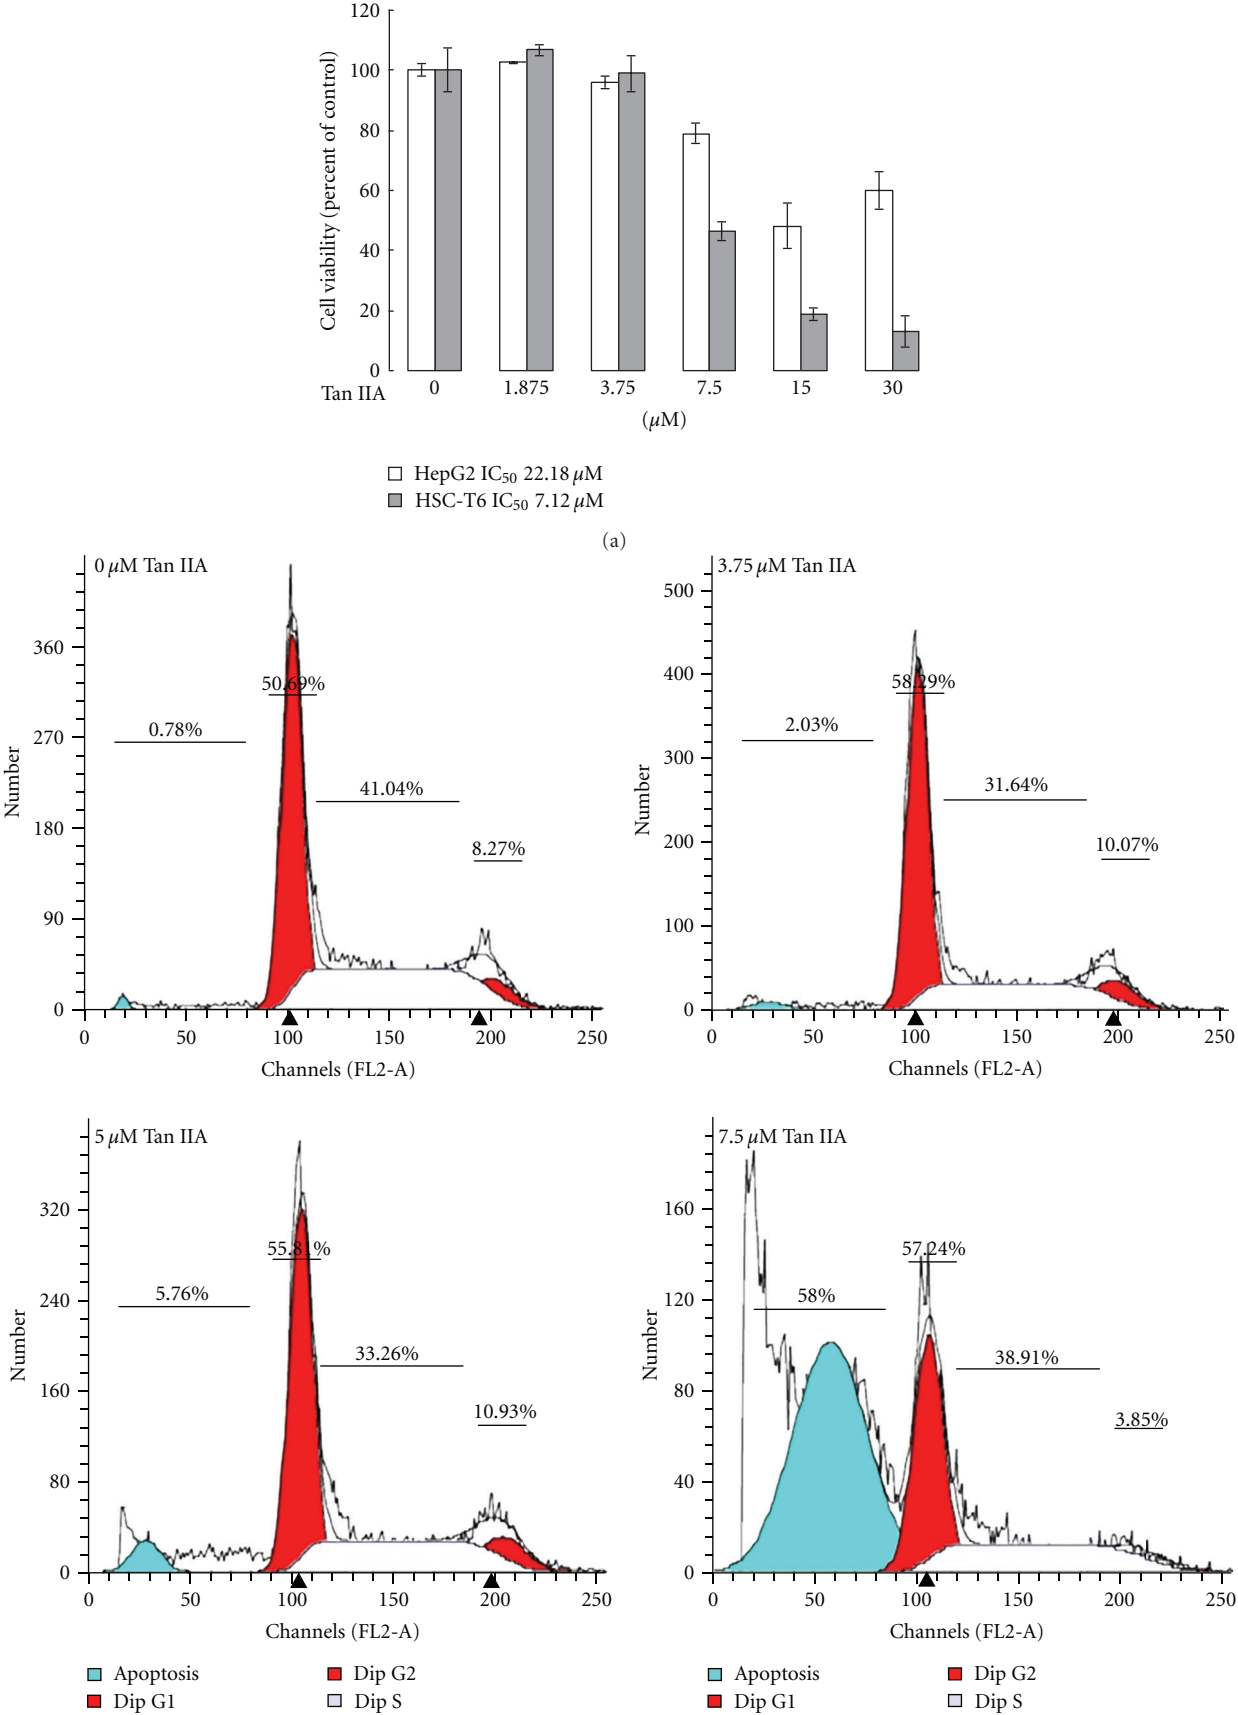 120
100
80
60
40
20
0
Cell viability (percent of control)
Tan IIA
0 1.875 3.75 7.5 15 30
(µM)
HepG2 IC50 22.18 µM
HSC-T6 IC50 7.12 µM
(a)
0 µM Tan IIA
360
270
180
90
0
Number
0.78%
50.69%
41.04%
8.27%
0 50 100 150 200 250
Channels (FL2-A)
3.75 µM Tan IIA
500
400
300
200
100
0
Number
2.03%
58.29%
31.64%
10.07%
0 50 100 150 200 250
Channels (FL2-A)
5 µM Tan IIA
320
240
160
80
0
Number
5.76%
55.81%
33.26%
10.93%
0 50 100 150 200 250
Channels (FL2-A)
7.5 µM Tan IIA
160
120
80
40
0
Number
58%
57.24%
38.91%
3.85%
0 50 100 150 200 250
Channels (FL2-A)
Apoptosis
Dip G1
Dip G2
Dip S
Apoptosis
Dip G1
Dip G2
Dip S